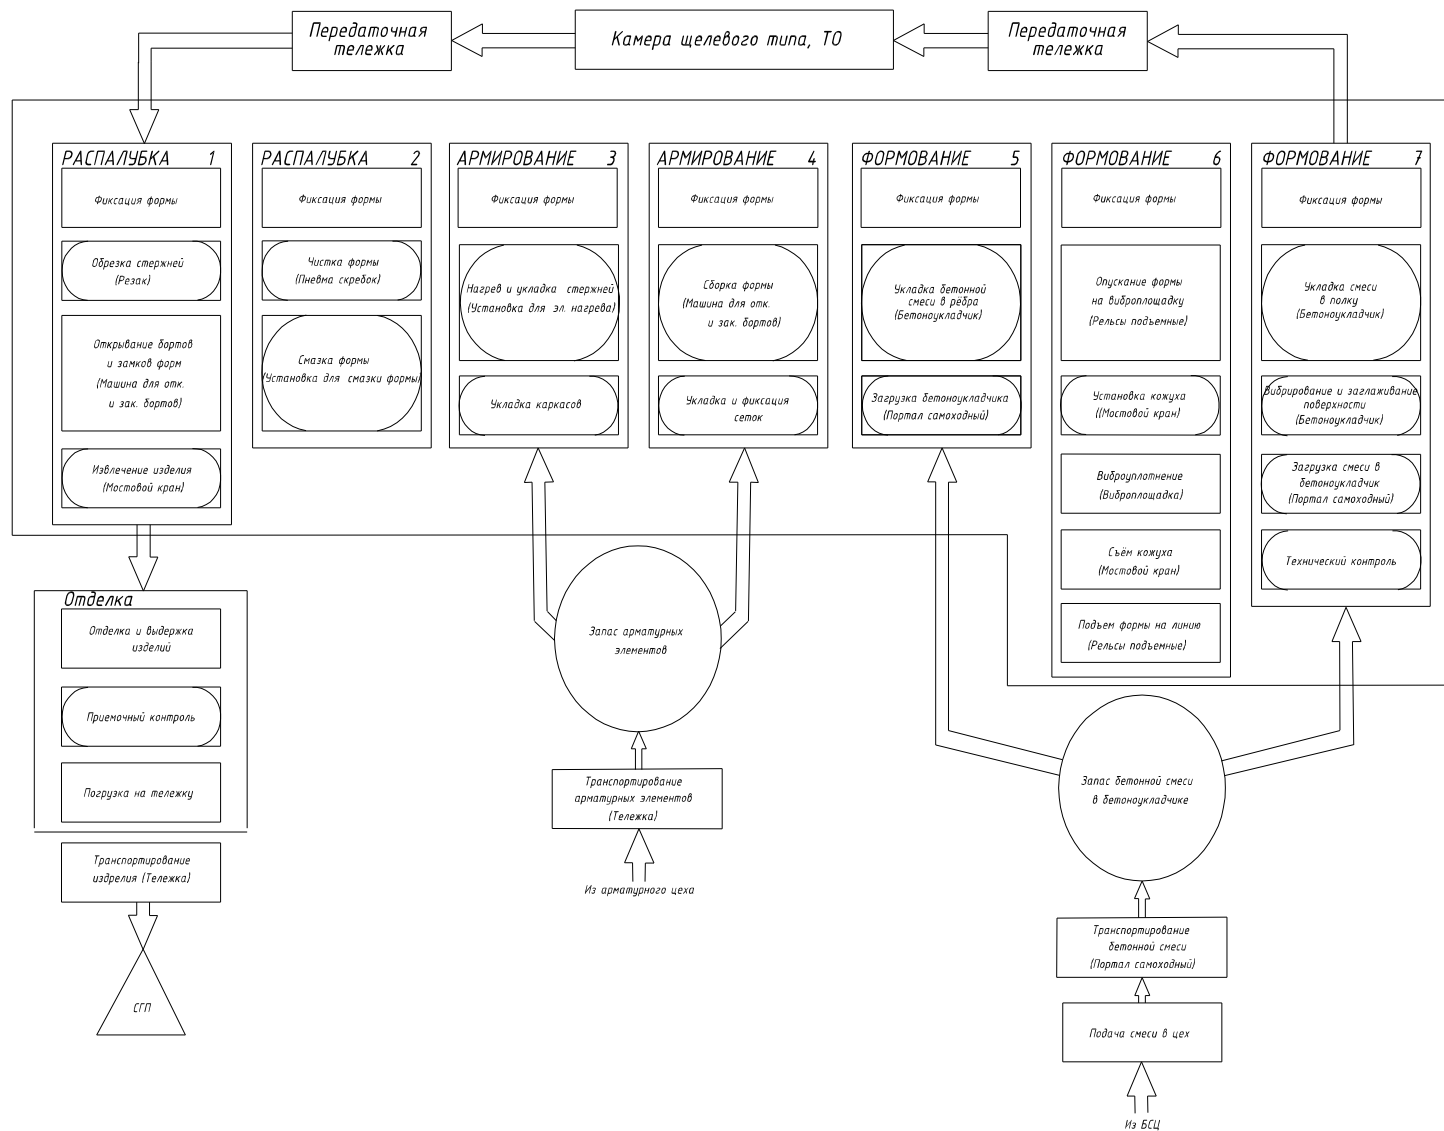 Передаточная
тележка
Камера щелевого типа, ТО
Передаточная
тележка
РАСПАЛУБКА 1
Фиксация формы
Обрезка стержней
(Резак)
Открывание бортов
и замков форм
(Машина для отк.
и зак. бортов)
Извлечение изделия
(Мостовой кран)
РАСПАЛУБКА 2
Фиксация формы
Чистка формы
(Пневма скребок)
Смазка формы
(Установка для смазки формы)
АРМИРОВАНИЕ 3
Фиксация формы
Нагрев и укладка стержней
(Установка для эл. нагрева)
Укладка каркасов
АРМИРОВАНИЕ 4
Фиксация формы
Сборка формы
(Машина для отк.
и зак. бортов)
Укладка и фиксация
сеток
ФОРМОВАНИЕ 5
Фиксация формы
Укладка бетонной
смеси в рёбра
(Бетоноукладчик)
Загрузка бетоноукладчика
(Портал самоходный)
ФОРМОВАНИЕ 6
Фиксация формы
Опускание формы
на виброплощадку
(Рельсы подъемные)
Установка кожуха
((Мостовой кран)
Виброуплотнение
(Виброплощадка)
Съём кожуха
(Мостовой кран)
Подъем формы на линию
(Рельсы подъемные)
ФОРМОВАНИЕ 7
Фиксация формы
Укладка смеси
в полку
(Бетоноукладчик)
Вибрирование и заглаживание
поверхности
(Бетоноукладчик)
Загрузка смеси в
бетоноукладчик
(Портал самоходный)
Технический контроль
Отделка
Отделка и выдержка
изделий
Приемочный контроль
Погрузка на тележку
Транспортирование
издрелия (Тележка)
СГП
Запас арматурных
элементов
Транспортирование
арматурных элементов
(Тележка)
Из арматурного цеха
Запас бетонной смеси
в бетоноукладчике
Транспортирование
бетонной смеси
(Портал самоходный)
Подача смеси в цех
Из БСЦ